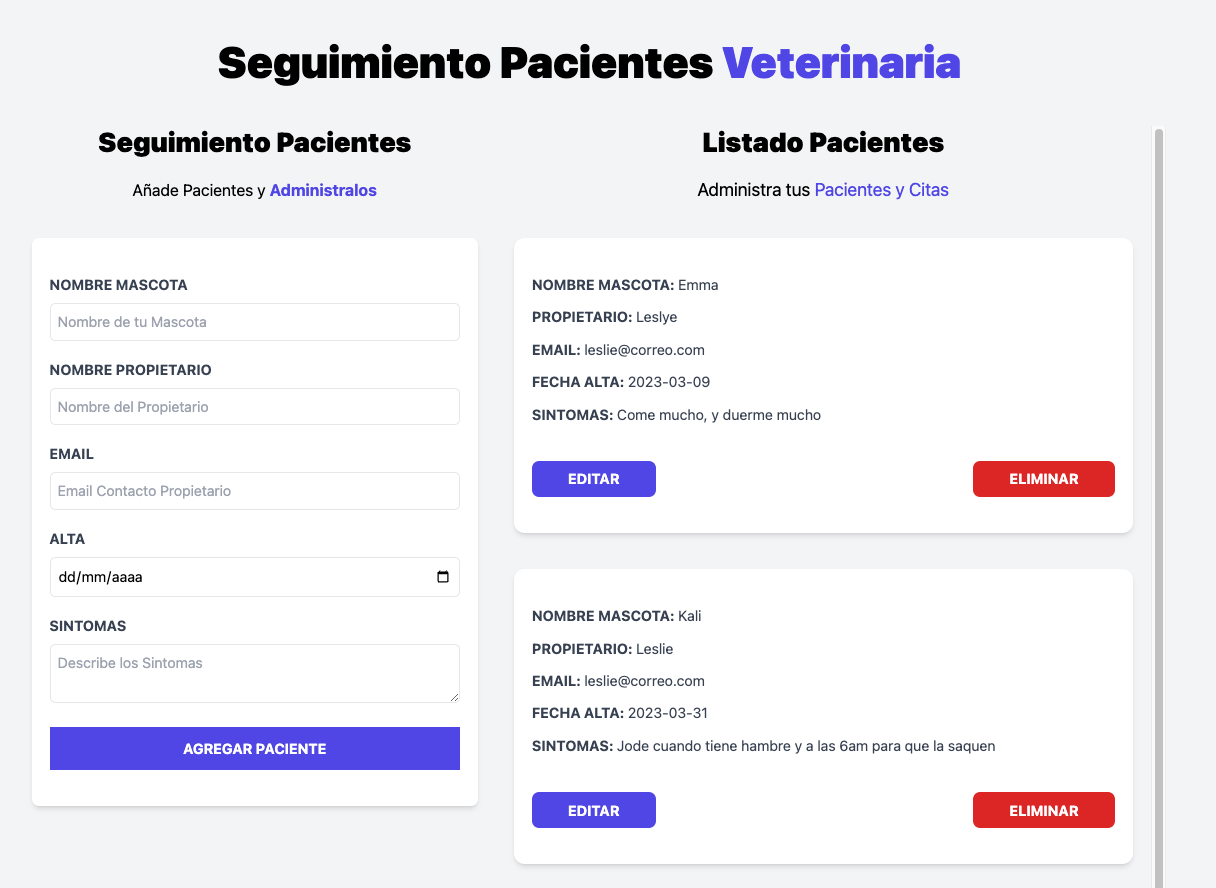 Seguimiento Pacientes Veterinaria
Seguimiento Pacientes
Añade Pacientes y Administralos
NOMBRE MASCOTA
Nombre de tu Mascota
NOMBRE PROPIETARIO
Nombre del Propietario
EMAIL
Email Contacto Propietario
ALTA
dd/mm/aaaa
SINTOMAS
Describe los Sintomas
AGREGAR PACIENTE
Listado Pacientes
Administra tus Pacientes y Citas
NOMBRE MASCOTA: Emma
PROPIETARIO: Leslye
EMAIL: leslie@correo.com
FECHA ALTA: 2023-03-09
SINTOMAS: Come mucho, y duerme mucho
EDITAR
ELIMINAR
NOMBRE MASCOTA: Kali
PROPIETARIO: Leslie
EMAIL: leslie@correo.com
FECHA ALTA: 2023-03-31
SINTOMAS: Jode cuando tiene hambre y a las 6am para que la saquen
EDITAR
ELIMINAR